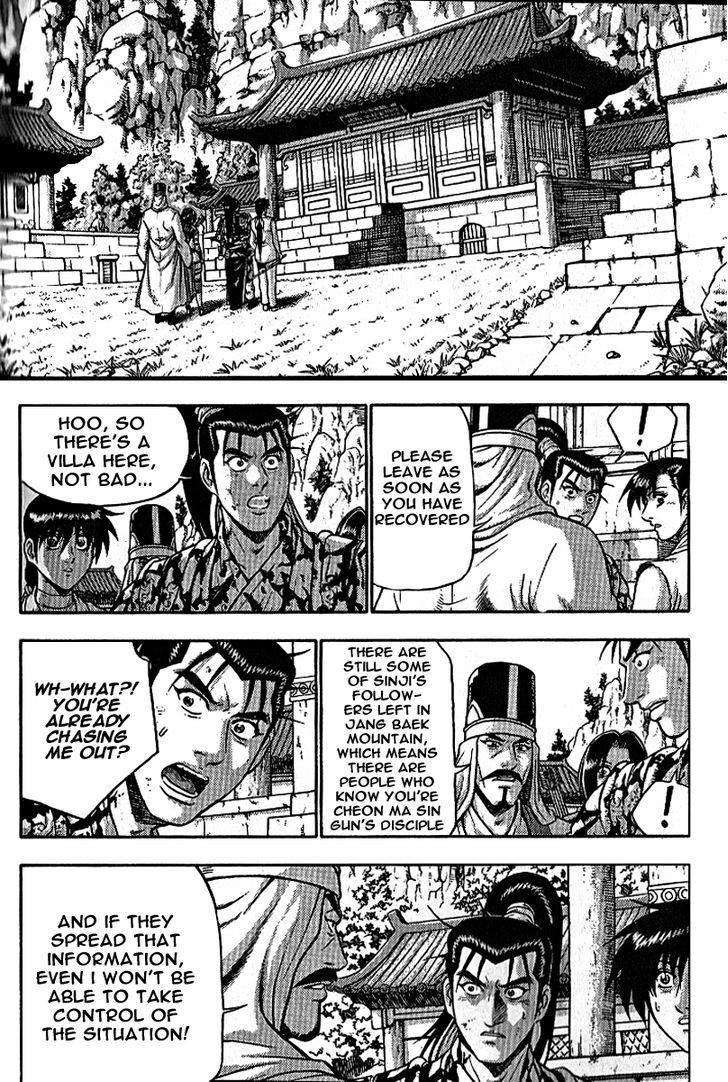 HOO, SO
THERE'S A
VILLA HERE,
NOT BAD...
PLEASE
LEAVE AS
SOON AS
YOU HAVE
RECOVERED
!
WH-WHAT?!
YOU'RE
ALREADY
CHASING
ME OUT?
THERE ARE
STILL SOME
OF SINJI'S
FOLLOW-
ERS LEFT IN
JANG BAEK
MOUNTAIN,
WHICH MEANS
THERE ARE
PEOPLE WHO
KNOW YOU'RE
CHEON MA SIN
GUN'S DISCIPLE
!
AND IF THEY
SPREAD THAT
INFORMATION,
EVEN I WON'T BE
ABLE TO TAKE
CONTROL OF
THE SITUATION!